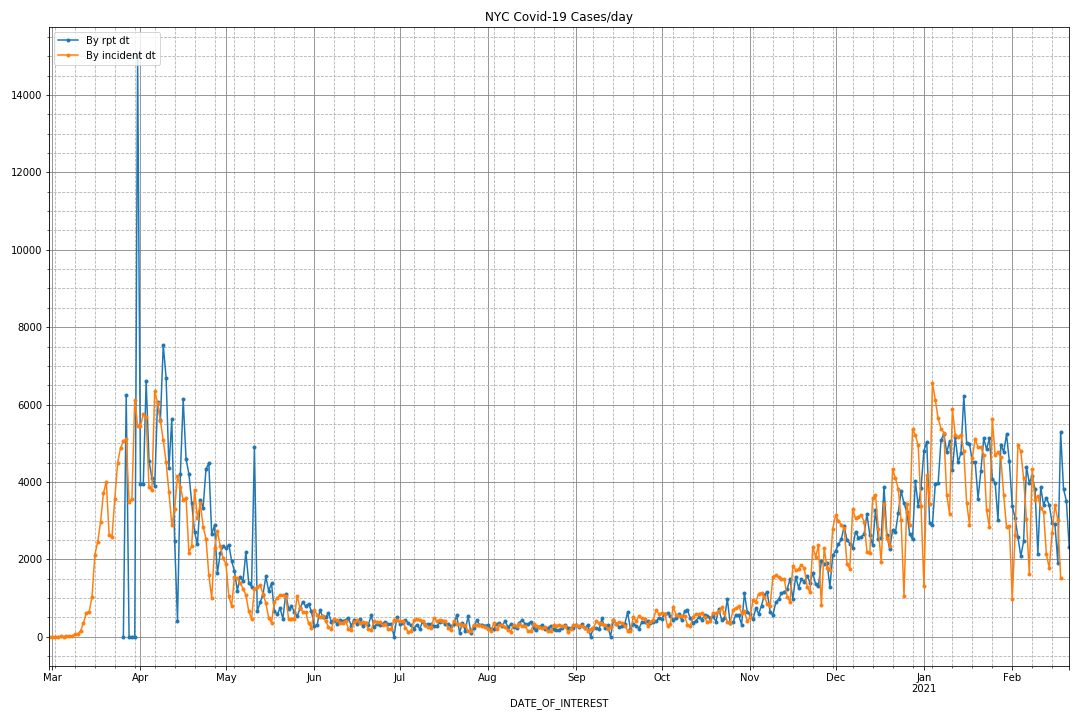 NYC Covid-19 Cases/day
By rpt dt
By incident dt
14000
12000
10000
8000
6000
4000
2000
0
Mar Apr May Jun Jul Aug Sep Oct Nov Dec Jan Feb
2021
DATE_OF_INTEREST